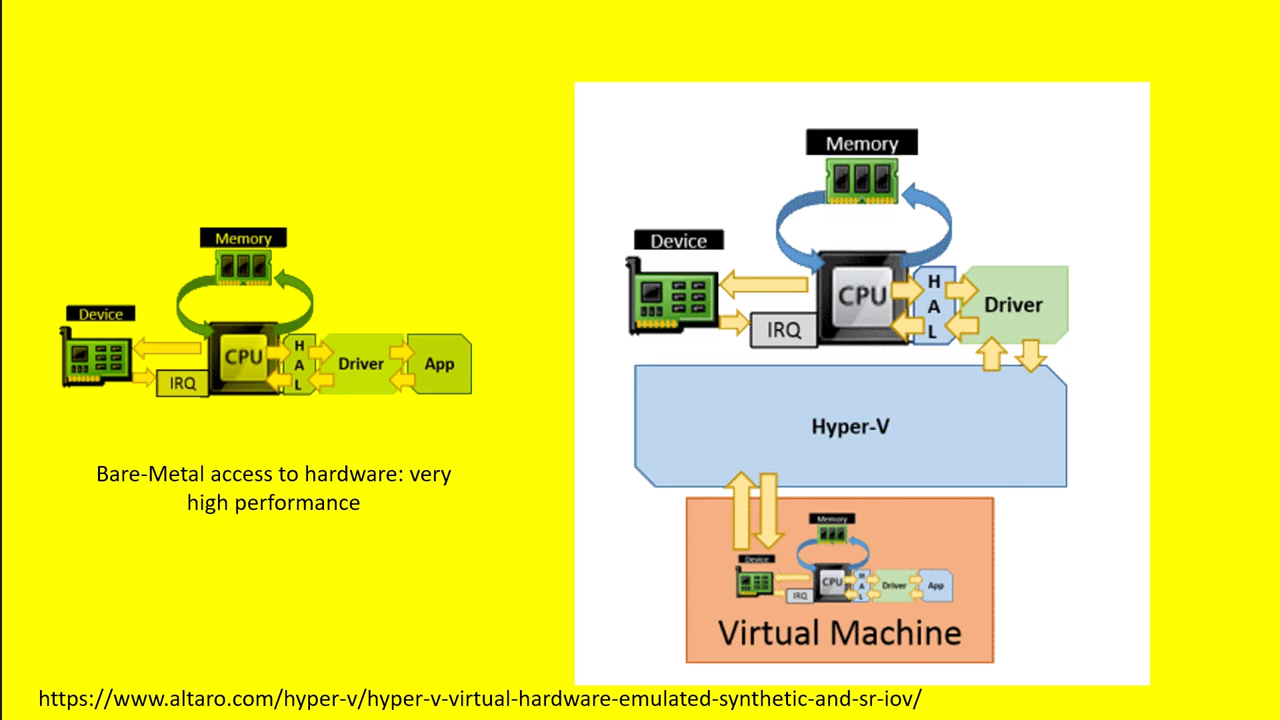 Memory
Device
CPU
IRQ
H
A
L
Driver
App
Bare-Metal access to hardware: very
high performance
Memory
Device
CPU
IRQ
H
A
L
Driver
Hyper-V
Memory
Device
CPU
IRQ
H
A
L
Driver
App
Virtual Machine
https://www.altaro.com/hyper-v/hyper-v-virtual-hardware-emulated-synthetic-and-sr-iov/